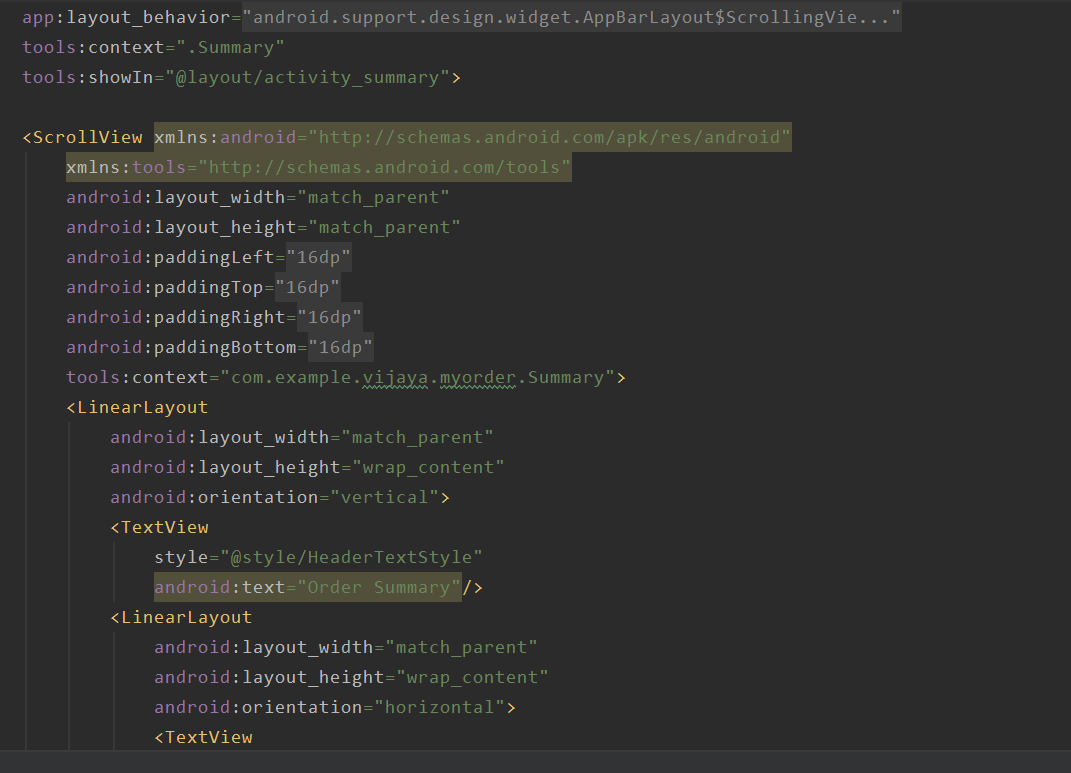 app:layout_behavior="android.support.design.widget.AppBarLayout$ScrollingVie..."
tools:context=".Summary"
tools:showIn="@layout/activity_summary">
<ScrollView xmlns:android="http://schemas.android.com/apk/res/android"
xmlns:tools="http://schemas.android.com/tools"
android:layout_width="match_parent"
android:layout_height="match_parent"
android:paddingLeft="16dp"
android:paddingTop="16dp"
android:paddingRight="16dp"
android:paddingBottom="16dp"
tools:context="com.example.vijaya.myorder.Summary">
<LinearLayout
android:layout_width="match_parent"
android:layout_height="wrap_content"
android:orientation="vertical">
<TextView
style="@style/HeaderTextStyle"
android:text="Order Summary"/>
<LinearLayout
android:layout_width="match_parent"
android:layout_height="wrap_content"
android:orientation="horizontal">
<TextView